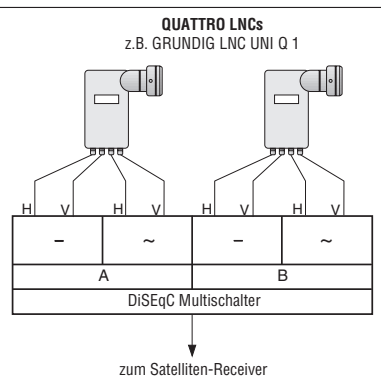 QUATTRO LNCs
z.B. GRUNDIG LNC UNI Q 1
H V H V H V H V
– ~ – ~
A B
DiSEqC Multischalter
zum Satelliten-Receiver